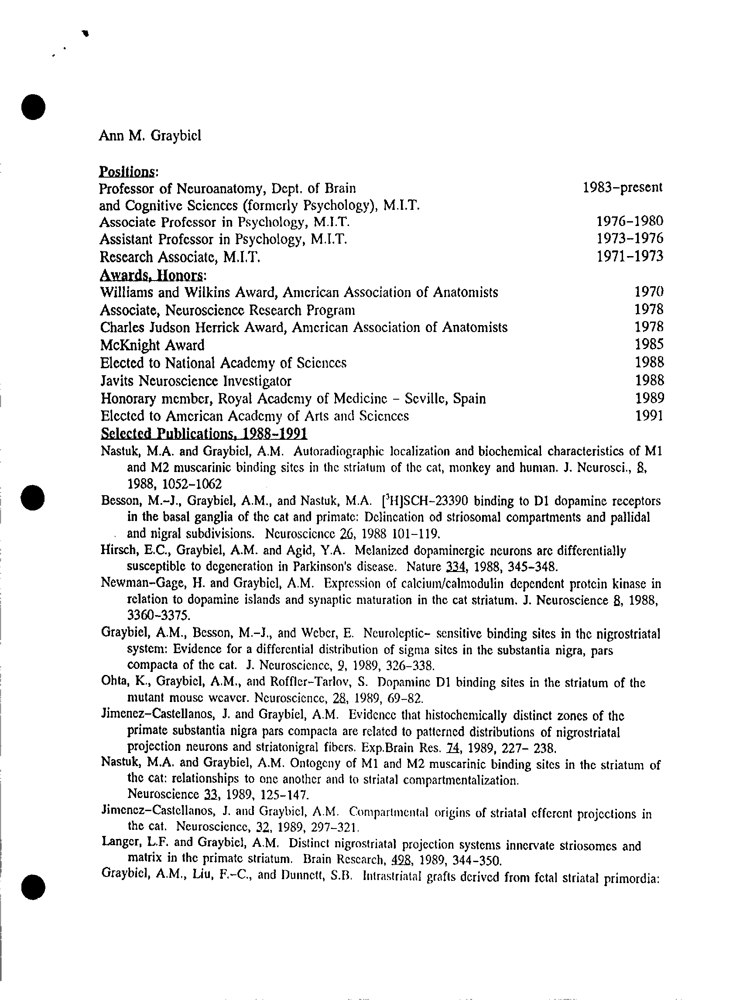 Ann M. Graybiel
Positions:
Professor of Neuroanatomy, Dept. of Brain 1983–present
and Cognitive Sciences (formerly Psychology), M.I.T.
Associate Professor in Psychology, M.I.T. 1976–1980
Assistant Professor in Psychology, M.I.T. 1973–1976
Research Associate, M.I.T. 1971–1973
Awards, Honors:
Williams and Wilkins Award, American Association of Anatomists 1970
Associate, Neuroscience Research Program 1978
Charles Judson Herrick Award, American Association of Anatomists 1978
McKnight Award 1985
Elected to National Academy of Sciences 1988
Javits Neuroscience Investigator 1988
Honorary member, Royal Academy of Medicine – Seville, Spain 1989
Elected to American Academy of Arts and Sciences 1991
Selected Publications, 1988–1991
Nastuk, M.A. and Graybiel, A.M. Autoradiographic localization and biochemical characteristics of M1
and M2 muscarinic binding sites in the striatum of the cat, monkey and human. J. Neurosci., 8,
1988, 1052–1062
Besson, M.–J., Graybiel, A.M., and Nastuk, M.A. [³H]SCH–23390 binding to D1 dopamine receptors
in the basal ganglia of the cat and primate: Delineation od striosomal compartments and pallidal
and nigral subdivisions. Neuroscience 26, 1988 101–119.
Hirsch, E.C., Graybiel, A.M. and Agid, Y.A. Melanized dopaminergic neurons are differentially
susceptible to degeneration in Parkinson's disease. Nature 334, 1988, 345–348.
Newman–Gage, H. and Graybiel, A.M. Expression of calcium/calmodulin dependent protein kinase in
relation to dopamine islands and synaptic maturation in the cat striatum. J. Neuroscience 8, 1988,
3360–3375.
Graybiel, A.M., Besson, M.–J., and Weber, E. Neuroleptic– sensitive binding sites in the nigrostriatal
system: Evidence for a differential distribution of sigma sites in the substantia nigra, pars
compacta of the cat. J. Neuroscience, 9, 1989, 326–338.
Ohta, K., Graybiel, A.M., and Roffler–Tarlov, S. Dopamine D1 binding sites in the striatum of the
mutant mouse weaver. Neuroscience, 28, 1989, 69–82.
Jimenez–Castellanos, J. and Graybiel, A.M. Evidence that histochemically distinct zones of the
primate substantia nigra pars compacta are related to patterned distributions of nigrostriatal
projection neurons and striatonigral fibers. Exp.Brain Res. 74, 1989, 227– 238.
Nastuk, M.A. and Graybiel, A.M. Ontogeny of M1 and M2 muscarinic binding sites in the striatum of
the cat: relationships to one another and to striatal compartmentalization.
Neuroscience 33, 1989, 125–147.
Jimenez–Castellanos, J. and Graybiel, A.M. Compartmental origins of striatal efferent projections in
the cat. Neuroscience, 32, 1989, 297–321.
Langer, L.F. and Graybiel, A.M. Distinct nigrostriatal projection systems innervate striosomes and
matrix in the primate striatum. Brain Research, 498, 1989, 344–350.
Graybiel, A.M., Liu, F.–C., and Dunnett, S.B. Intrastriatal grafts derived from fetal striatal primordia: